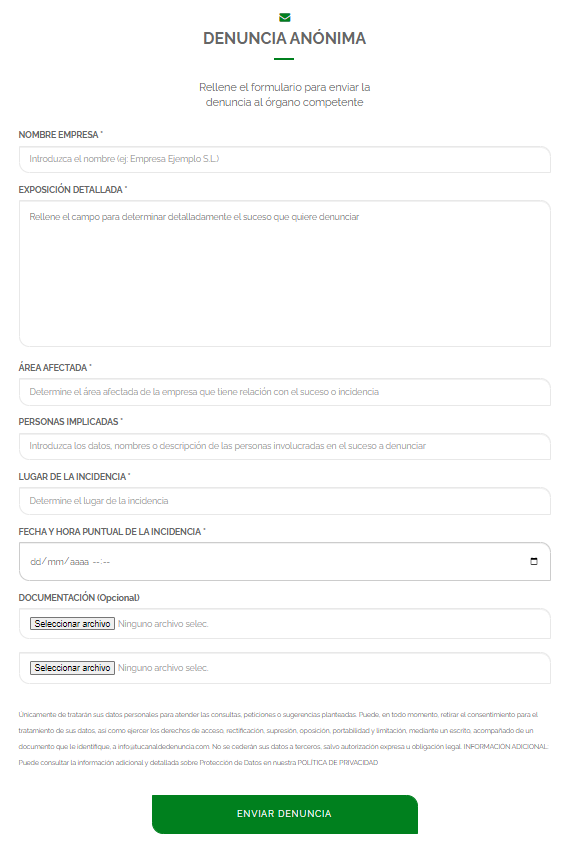 DENUNCIA ANÓNIMA
Rellene el formulario para enviar la
denuncia al órgano competente
NOMBRE EMPRESA *
Introduzca el nombre (ej: Empresa Ejemplo S.L.)
EXPOSICIÓN DETALLADA *
Rellene el campo para determinar detalladamente el suceso que quiere denunciar
ÁREA AFECTADA *
Determine el área afectada de la empresa que tiene relación con el suceso o incidencia
PERSONAS IMPLICADAS *
Introduzca los datos, nombres o descripción de las personas involucradas en el suceso a denunciar
LUGAR DE LA INCIDENCIA *
Determine el lugar de la incidencia
FECHA Y HORA PUNTUAL DE LA INCIDENCIA *
dd/mm/aaaa --:--
DOCUMENTACIÓN (Opcional)
Seleccionar archivo Ninguno archivo selec.
Seleccionar archivo Ninguno archivo selec.
Únicamente de tratarán sus datos personales para atender las consultas, peticiones o sugerencias planteadas. Puede, en todo momento, retirar el consentimiento para el
tratamiento de sus datos, así como ejercer los derechos de acceso, rectificación, supresión, oposición, portabilidad y limitación, mediante un escrito, acompañado de un
documento que le identifique, a info@tucanaldedenuncia.com. No se cederán sus datos a terceros, salvo autorización expresa u obligación legal. INFORMACIÓN ADICIONAL:
Puede consultar la información adicional y detallada sobre Protección de Datos en nuestra POLÍTICA DE PRIVACIDAD
ENVIAR DENUNCIA